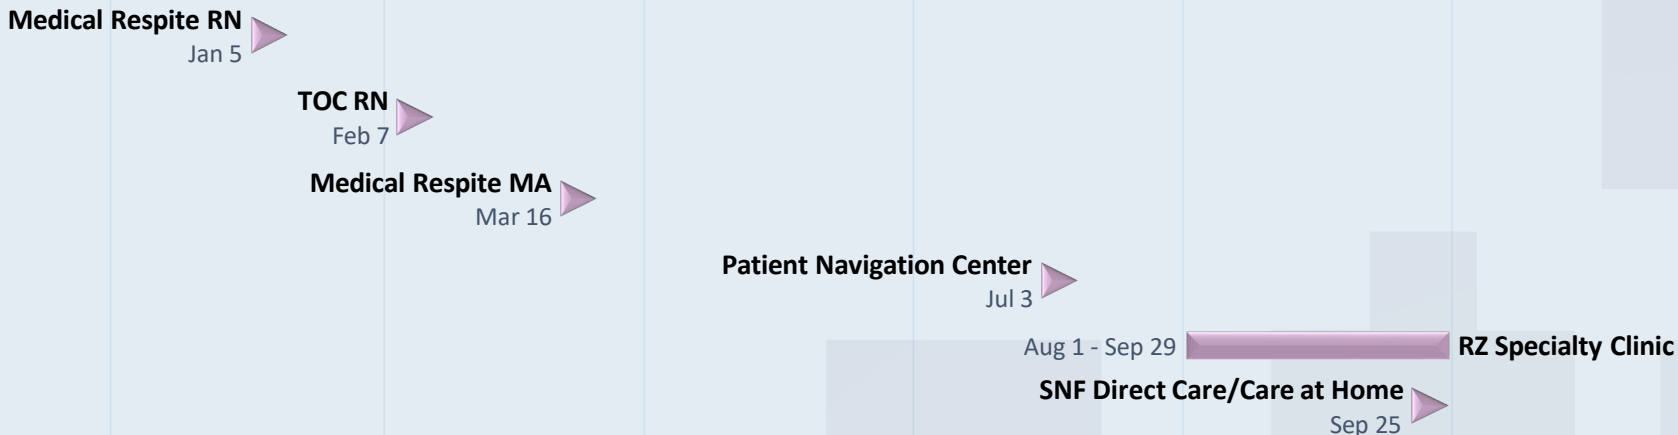 Medical Respite RN
Jan 5
TOC RN
Feb 7
Medical Respite MA
Mar 16
Patient Navigation Center
Jul 3
Aug 1 - Sep 29 RZ Specialty Clinic
SNF Direct Care/Care at Home
Sep 25